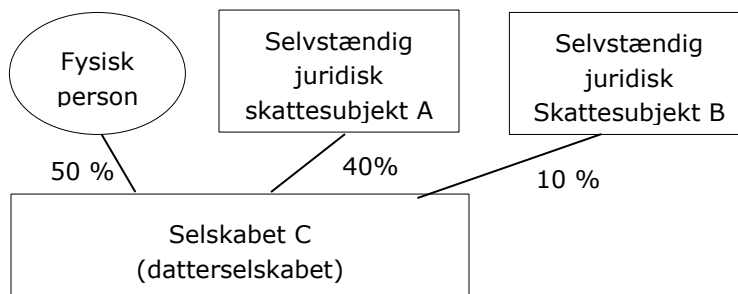 Fysisk
person
Selvstændig
juridisk
skattesubjekt A
Selvstændig
juridisk
Skattesubjekt B
50 %
40%
10 %
Selskabet C
(datterselskabet)